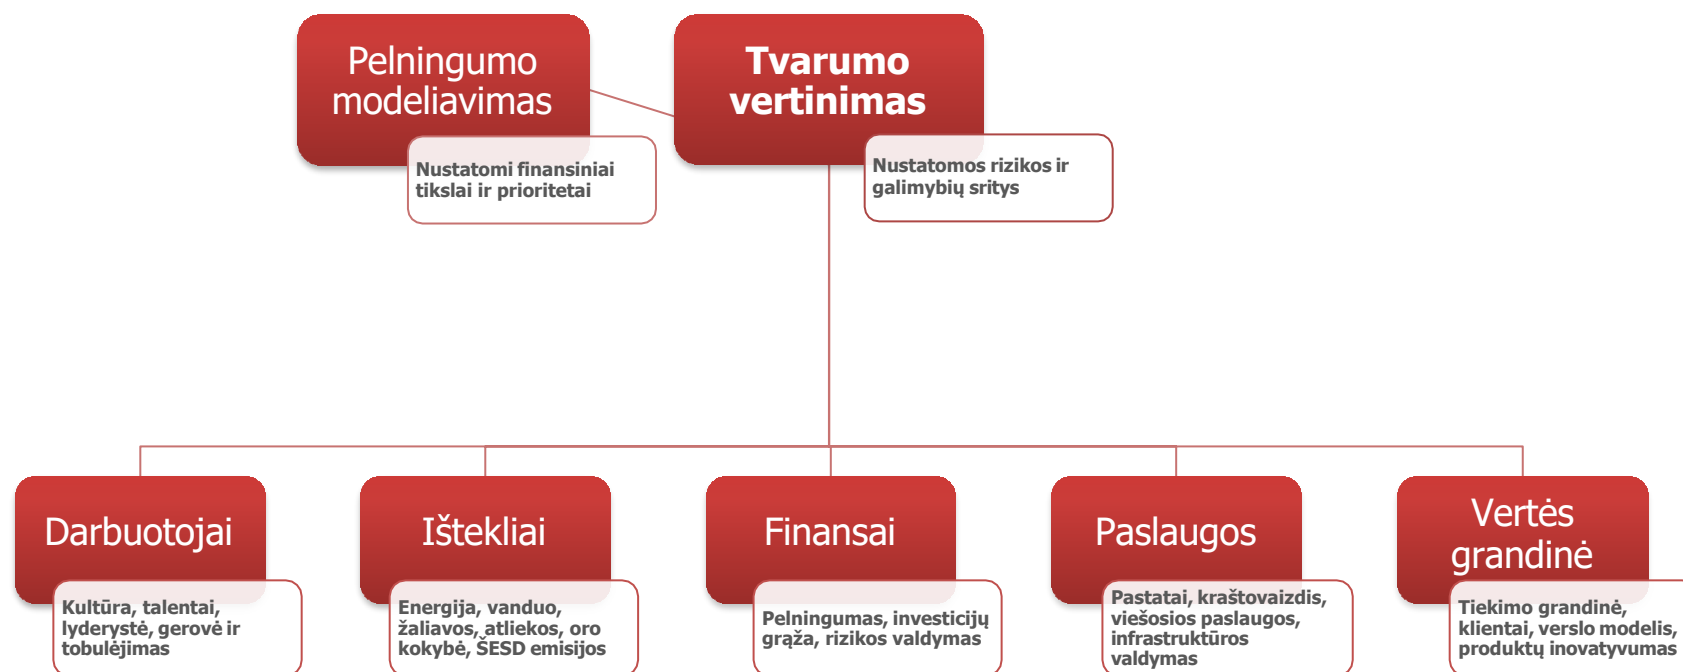 Pelningumo
modeliavimas
Nustatomi finansiniai
tikslai ir prioritetai
Tvarumo
vertinimas
Nustatomos rizikos ir
galimybių sritys
Darbuotojai
Kultūra, talentai,
lyderystė, gerovė ir
tobulėjimas
Ištekliai
Energija, vanduo,
žaliavos, atliekos, oro
kokybė, ŠESD emisijos
Finansai
Pelningumas, investicijų
grąža, rizikos valdymas
Paslaugos
Pastatai, kraštovaizdis,
viešosios paslaugos,
infrastruktūros
valdymas
Vertės
grandinė
Tiekimo grandinė,
klientai, verslo modelis,
produktų inovatyvumas